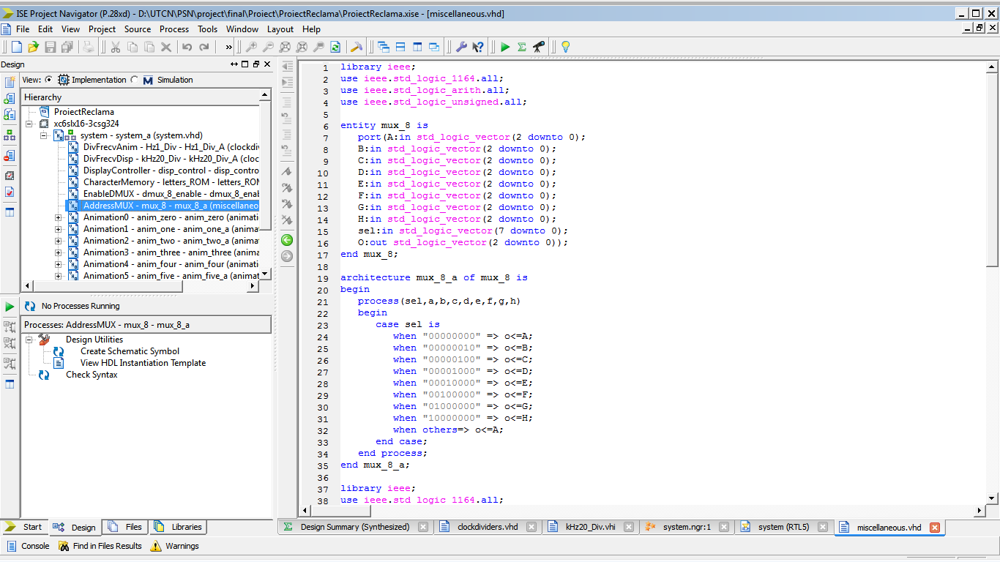 ISE Project Navigator (P.28xd) - D:\UTCN\PSN\project\final\Proiect\ProiectReclama\ProiectReclama.xise - [miscellaneous.vhd]
File Edit View Project Source Process Tools Window Layout Help
Design
View: Implementation Simulation
Hierarchy
ProiectReclama
xc6slx16-3csg324
system - system_a (system.vhd)
DivFrecvAnim - Hz1_Div - Hz1_Div_A (clockdiv
DivFrecvDisp - kHz20_Div - kHz20_Div_A (cloc
DisplayController - disp_control - disp_contro
CharacterMemory - letters_ROM - letters_ROM
EnableDMUX - dmux_8_enable - dmux_8_enab
AddressMUX - mux_8 - mux_8_a (miscellaneo
Animation0 - anim_zero - anim_zero (animati
Animation1 - anim_one - anim_one_a (anima
Animation2 - anim_two - anim_two_a (anima
Animation3 - anim_three - anim_three (anima
Animation4 - anim_four - anim_four (animati
Animation5 - anim_five - anim_five_a (animat
No Processes Running
Processes: AddressMUX - mux_8 - mux_8_a
Design Utilities
Create Schematic Symbol
View HDL Instantiation Template
Check Syntax
Start Design Files Libraries
1 library ieee;
2 use ieee.std_logic_1164.all;
3 use ieee.std_logic_arith.all;
4 use ieee.std_logic_unsigned.all;
5
6 entity mux_8 is
7 port(A:in std_logic_vector(2 downto 0);
8 B:in std_logic_vector(2 downto 0);
9 C:in std_logic_vector(2 downto 0);
10 D:in std_logic_vector(2 downto 0);
11 E:in std_logic_vector(2 downto 0);
12 F:in std_logic_vector(2 downto 0);
13 G:in std_logic_vector(2 downto 0);
14 H:in std_logic_vector(2 downto 0);
15 sel:in std_logic_vector(7 downto 0);
16 O:out std_logic_vector(2 downto 0));
17 end mux_8;
18
19 architecture mux_8_a of mux_8 is
20 begin
21 process(sel,a,b,c,d,e,f,g,h)
22 begin
23 case sel is
24 when "00000000" => o<=A;
25 when "00000010" => o<=B;
26 when "00000100" => o<=C;
27 when "00001000" => o<=D;
28 when "00010000" => o<=E;
29 when "00100000" => o<=F;
30 when "01000000" => o<=G;
31 when "10000000" => o<=H;
32 when others=> o<=A;
33 end case;
34 end process;
35 end mux_8_a;
36
37 library ieee;
38 use ieee.std_logic_1164.all;
Design Summary (Synthesized) clockdividers.vhd kHz20_Div.vhi system.ngr:1 system (RTL5) miscellaneous.vhd
Console Find in Files Results Warnings